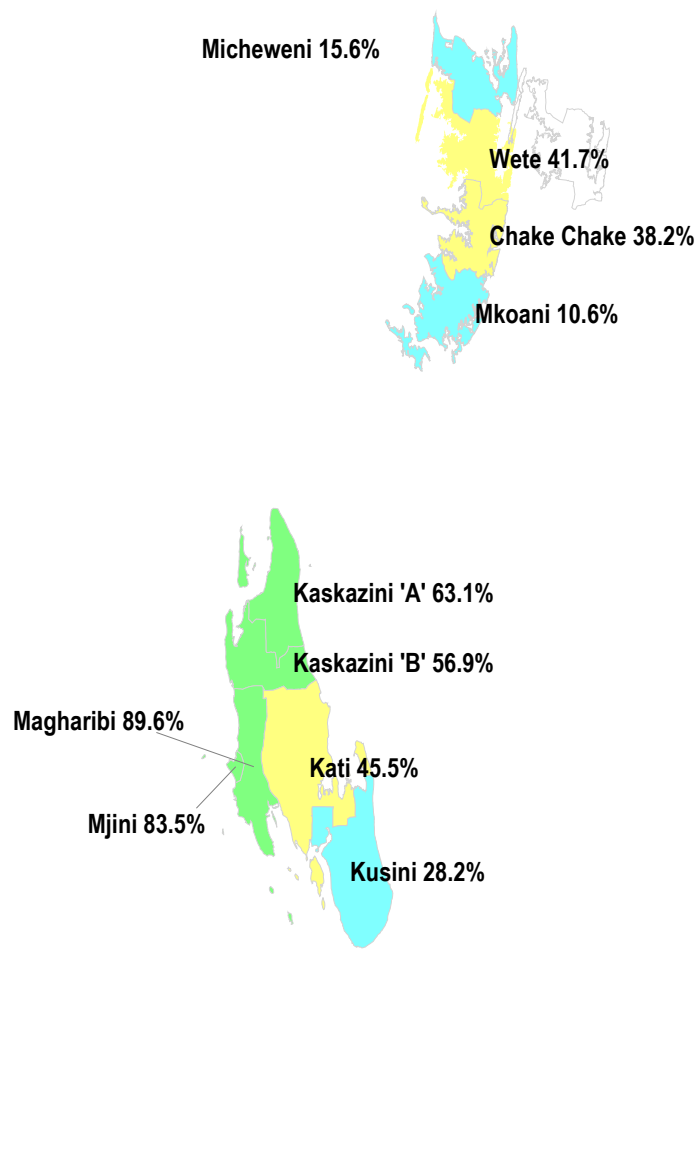 Micheweni 15.6%
Wete 41.7%
Chake Chake 38.2%
Mkoani 10.6%
Kaskazini 'A' 63.1%
Kaskazini 'B' 56.9%
Magharibi 89.6%
Kati 45.5%
Mjini 83.5%
Kusini 28.2%